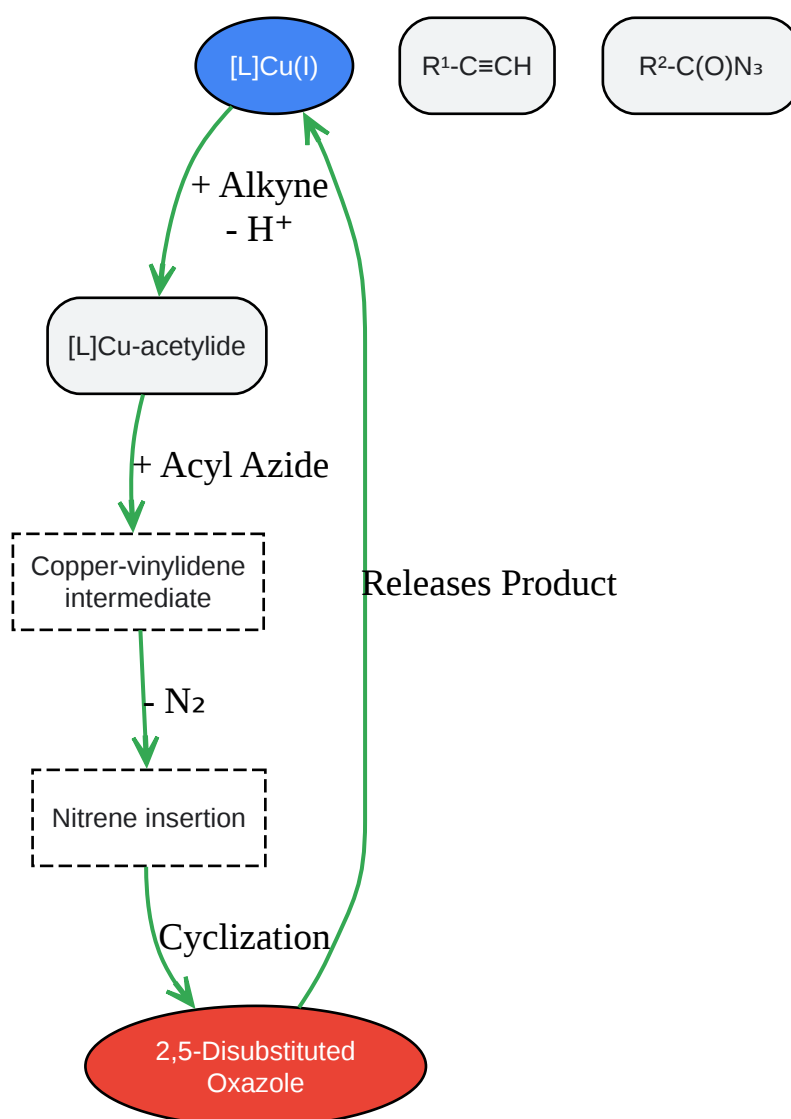 [L]Cu(I)
R¹-C≡CH
R²-C(O)N₃
+ Alkyne
- H⁺
[L]Cu-acetylide
+ Acyl Azide
Copper-vinylidene
intermediate
Releases Product
- N₂
Nitrene insertion
Cyclization
2,5-Disubstituted
Oxazole